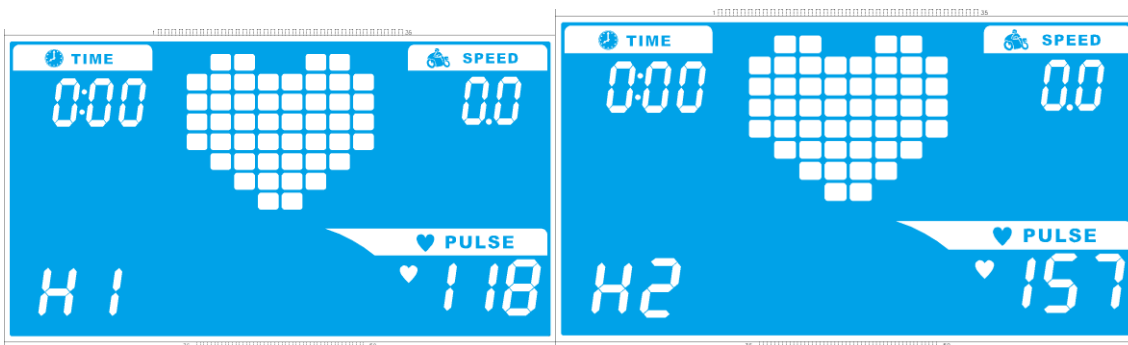 TIME
SPEED
0:00
0.0
PULSE
H1
118
TIME
SPEED
0:00
0.0
PULSE
H2
157